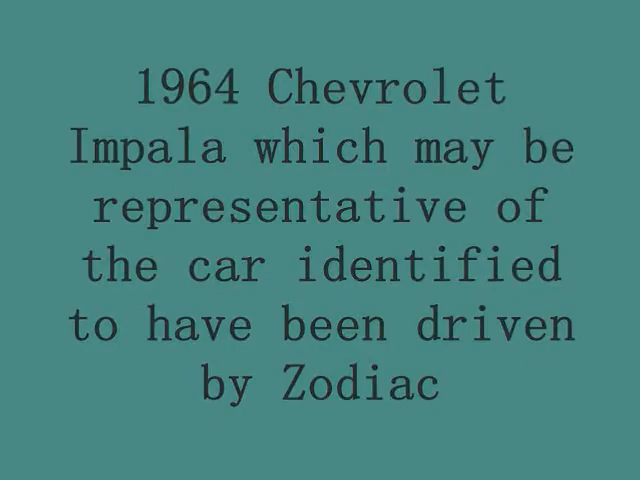 1964 Chevrolet
Impala which may be
representative of
the car identified
to have been driven
by Zodiac